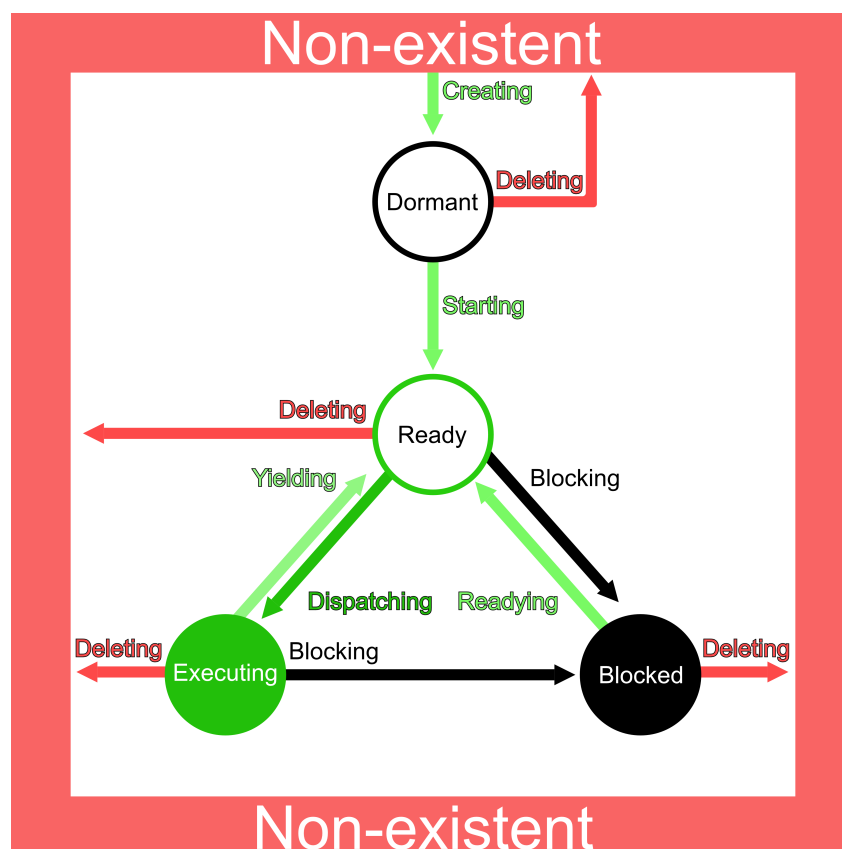 Non-existent
Creating
Deleting
Dormant
Starting
Deleting
Ready
Yielding
Blocking
Dispatching
Readying
Deleting
Blocking
Deleting
Executing
Blocked
Non-existent